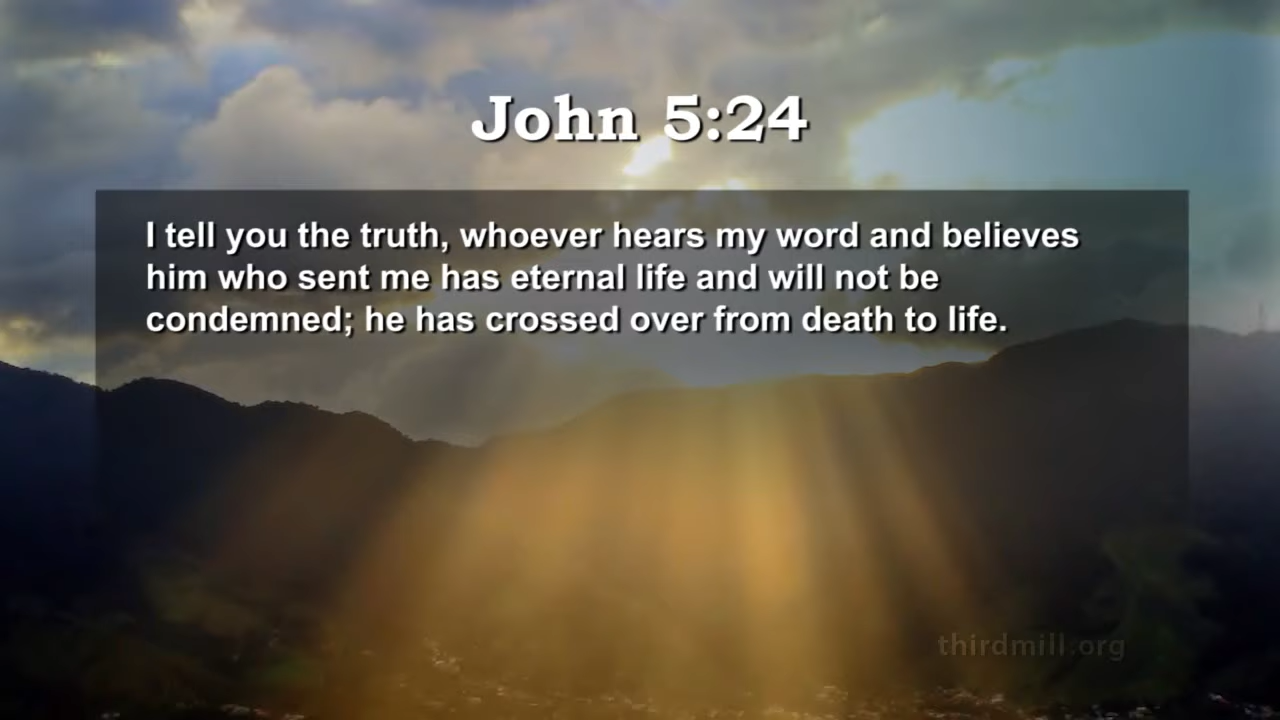 John 5:24
I tell you the truth, whoever hears my word and believes
him who sent me has eternal life and will not be
condemned; he has crossed over from death to life.
thirdmill.org